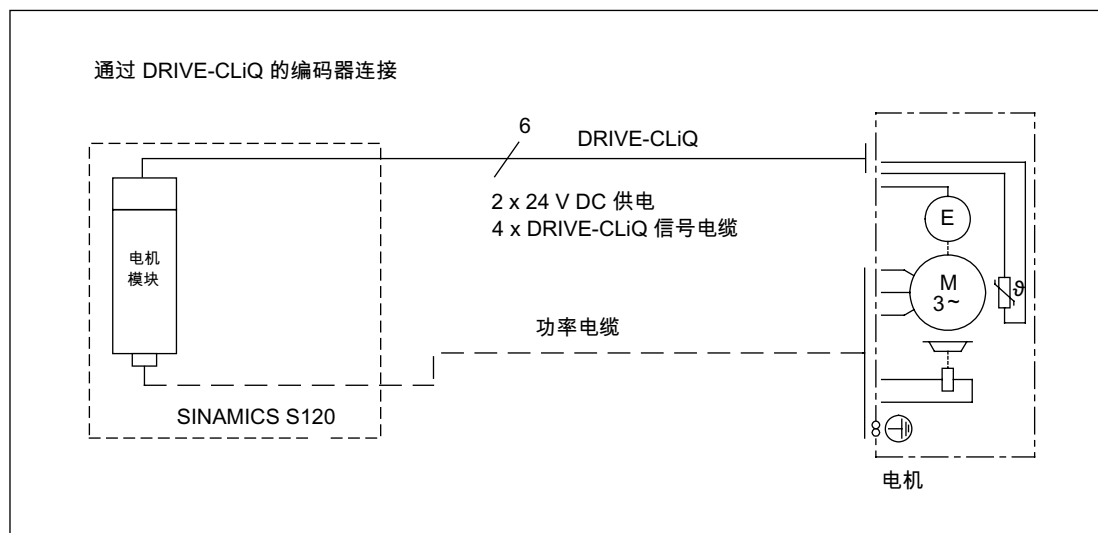 通过 DRIVE-CLiQ 的编码器连接
6
DRIVE-CLiQ
2 x 24 V DC 供电
4 x DRIVE-CLiQ 信号电缆
电机
模块
E
M
3~
ϑ
功率电缆
SINAMICS S120
电机